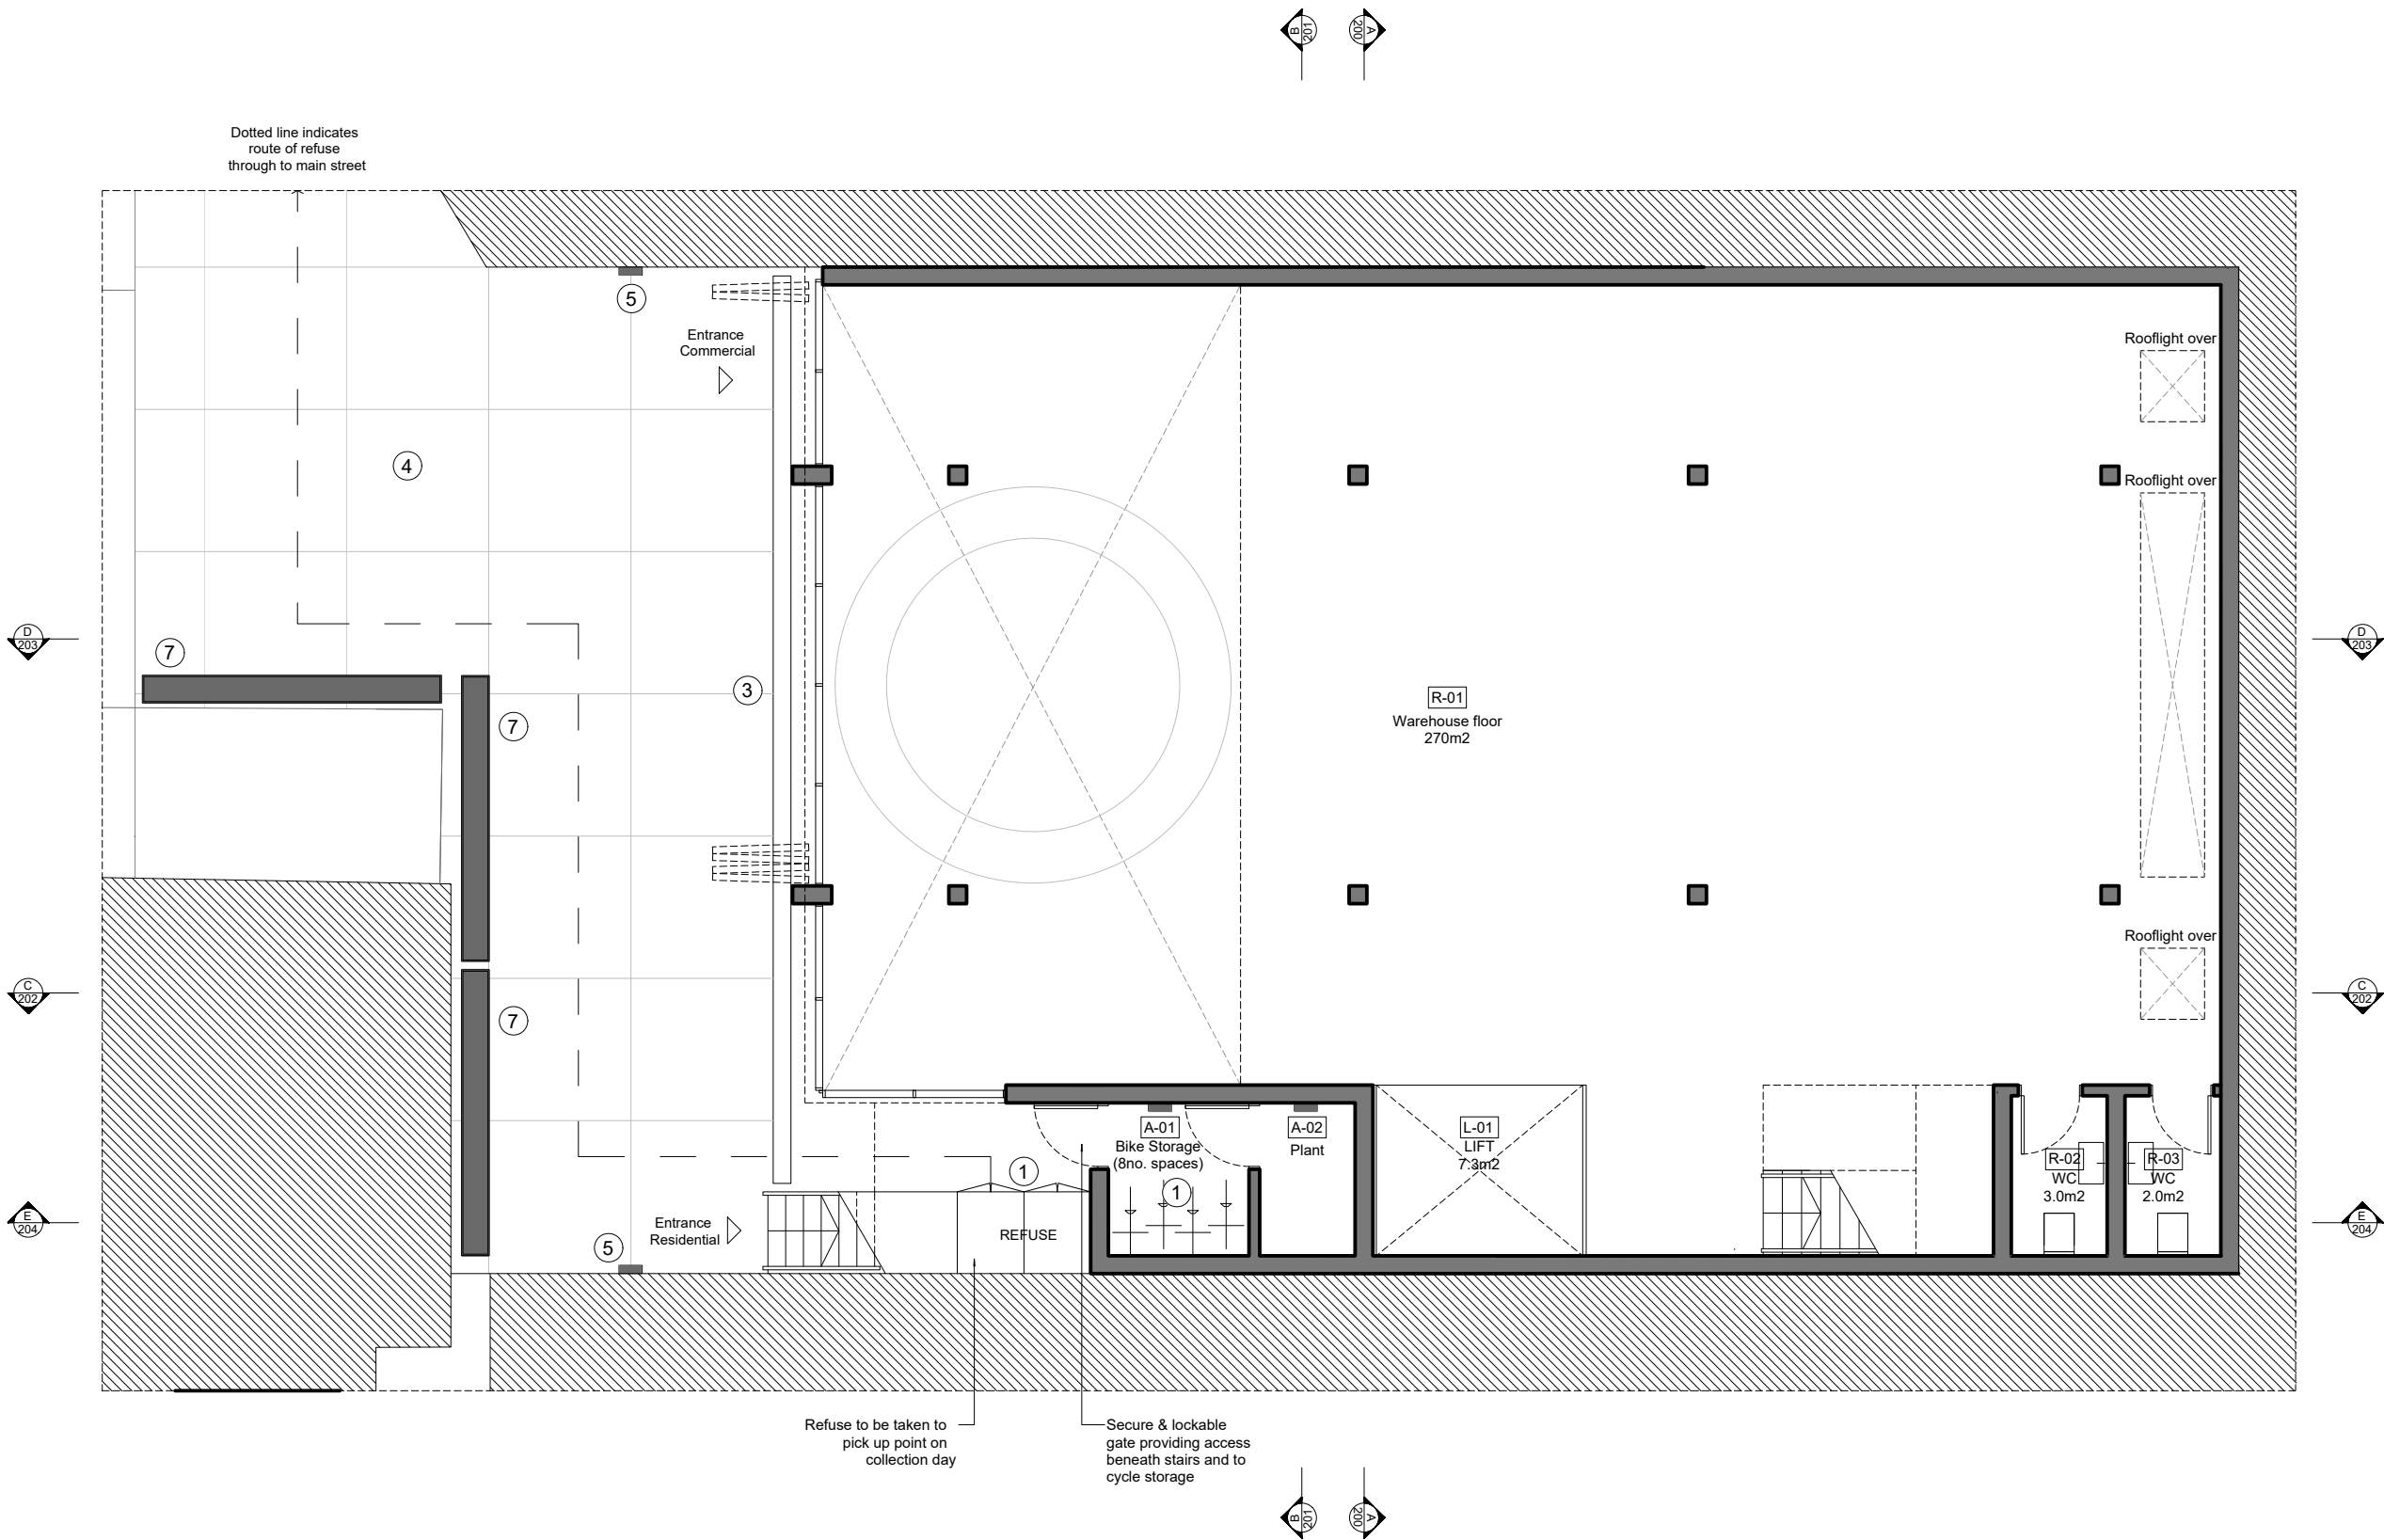 B
201
A
200
Dotted line indicates
route of refuse
through to main street
5
Entrance
Commercial
Rooflight over
4
Rooflight over
D
203
D
203
7
3
R-01
Warehouse floor
270m2
7
Rooflight over
C
202
C
202
7
A-01
Bike Storage
(8no. spaces)
A-02
Plant
L-01
LIFT
7.3m2
R-02
WC
3.0m2
R-03
WC
2.0m2
1
1
E
204
E
204
Entrance
Residential
REFUSE
5
Refuse to be taken to
pick up point on
collection day
Secure & lockable
gate providing access
beneath stairs and to
cycle storage
B
201
A
200